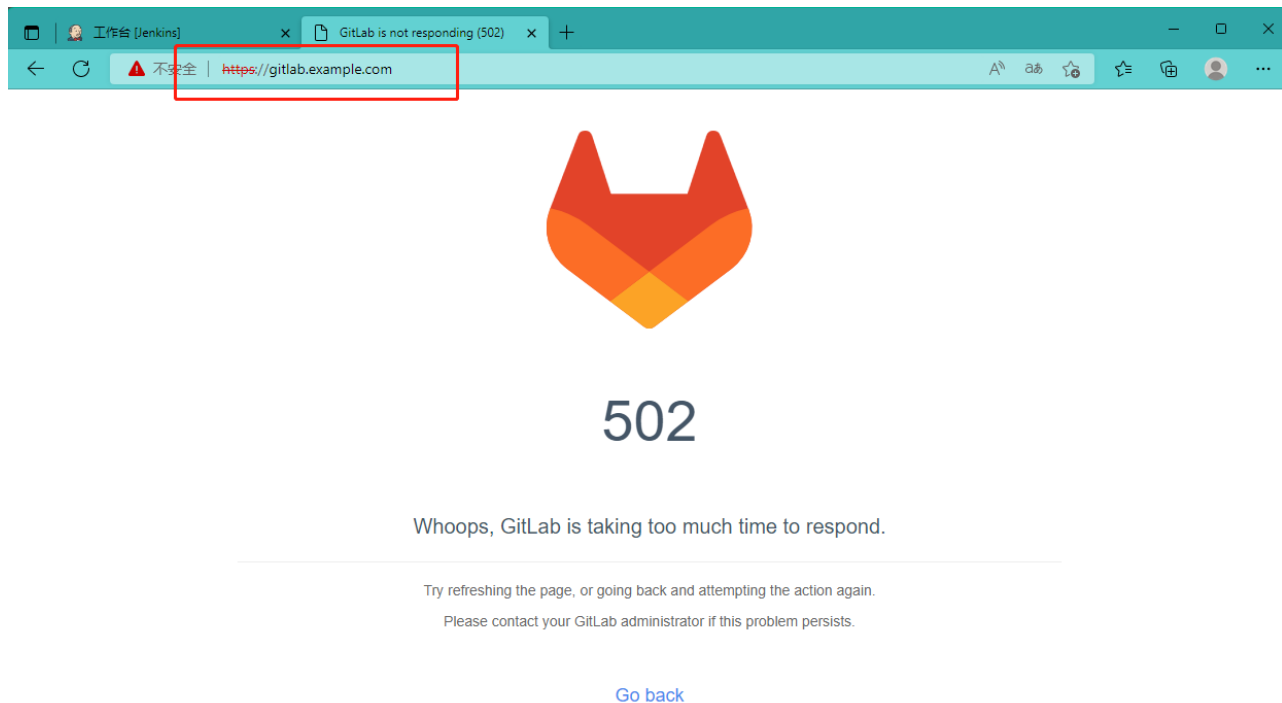 工作台 [Jenkins]
GitLab is not responding (502)
不安全
https://gitlab.example.com
A
aあ
502
Whoops, GitLab is taking too much time to respond.
Try refreshing the page, or going back and attempting the action again.
Please contact your GitLab administrator if this problem persists.
Go back